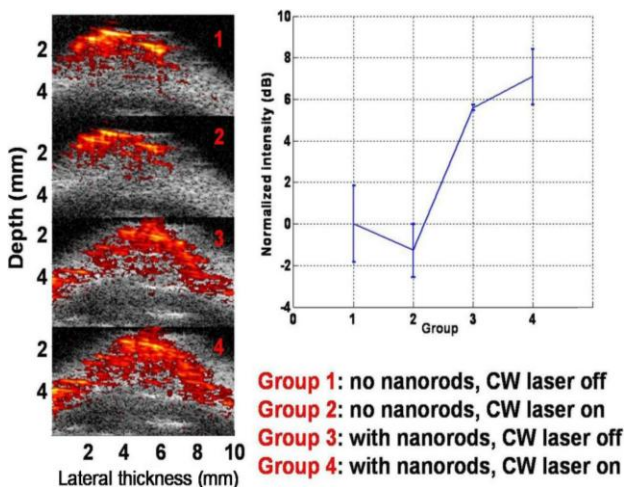 1
2
4
2
2
4
3
2
4
4
2
4
Depth (mm)
2 4 6 8 10
Lateral thickness (mm)
10
8
6
4
2
0
-2
-4
Normalized intensity (dB)
0 1 2 3 4
Group
Group 1: no nanorods, CW laser off
Group 2: no nanorods, CW laser on
Group 3: with nanorods, CW laser off
Group 4: with nanorods, CW laser on